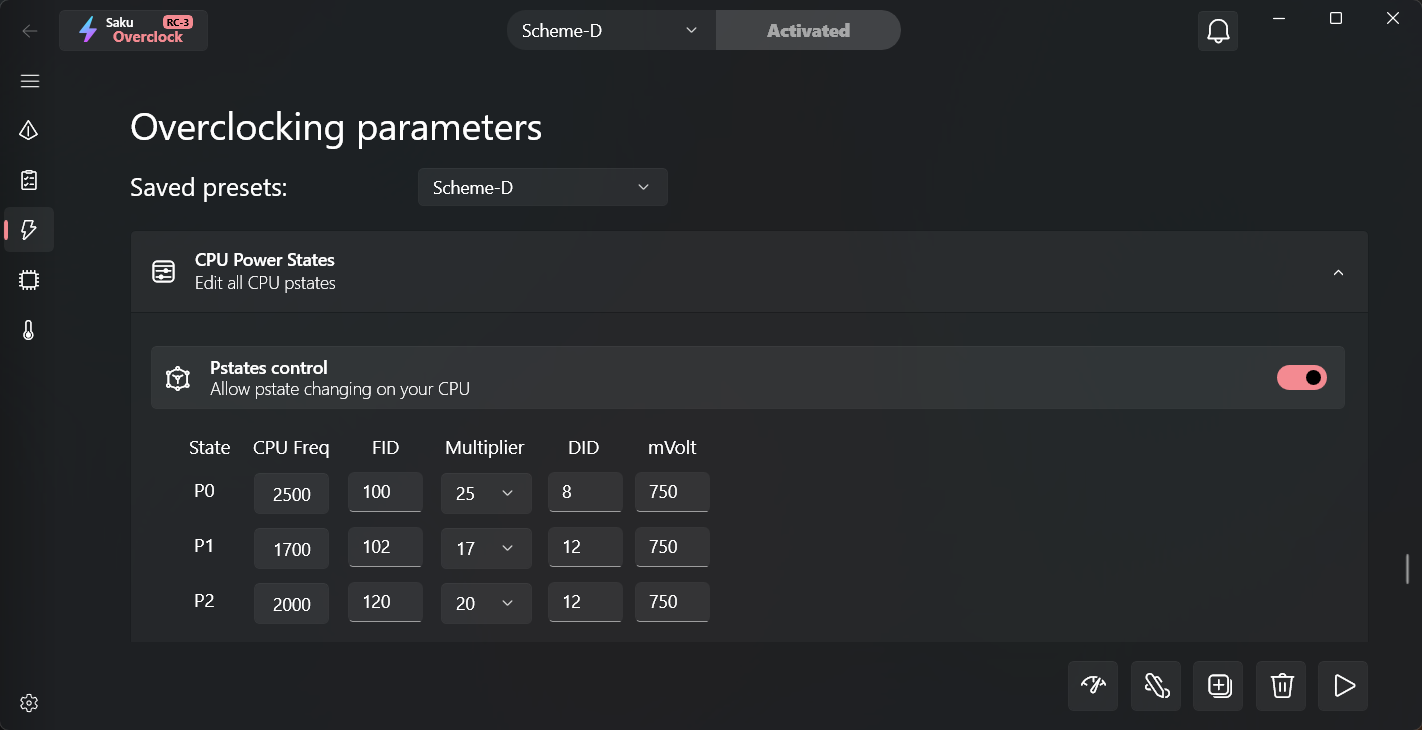 Saku RC-3
Overclock
Scheme-D
Activated
Overclocking parameters
Saved presets:
Scheme-D
CPU Power States
Edit all CPU pstates
Pstates control
Allow pstate changing on your CPU
State CPU Freq FID Multiplier DID mVolt
P0 2500 100 25 8 750
P1 1700 102 17 12 750
P2 2000 120 20 12 750